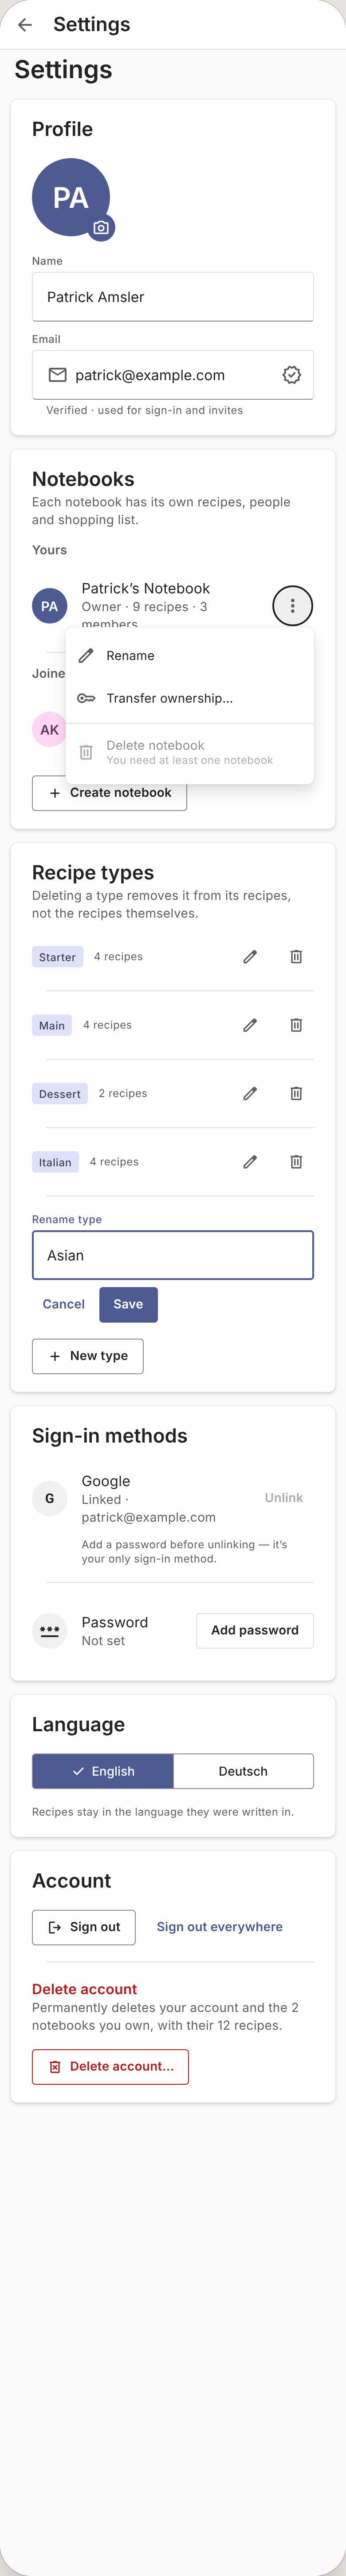 Settings
Settings
Profile
PA
Name
Patrick Amsler
Email
patrick@example.com
Verified · used for sign-in and invites
Notebooks
Each notebook has its own recipes, people
and shopping list.
Yours
PA
Patrick’s Notebook
Owner · 9 recipes · 3
members
Rename
Joine
Transfer ownership...
AK
Delete notebook
You need at least one notebook
Create notebook
Recipe types
Deleting a type removes it from its recipes,
not the recipes themselves.
Starter 4 recipes
Main 4 recipes
Dessert 2 recipes
Italian 4 recipes
Rename type
Asian
Cancel Save
New type
Sign-in methods
G
Google
Linked ·
patrick@example.com
Unlink
Add a password before unlinking — it’s
your only sign-in method.
Password
Not set
Add password
Language
English Deutsch
Recipes stay in the language they were written in.
Account
Sign out Sign out everywhere
Delete account
Permanently deletes your account and the 2
notebooks you own, with their 12 recipes.
Delete account...